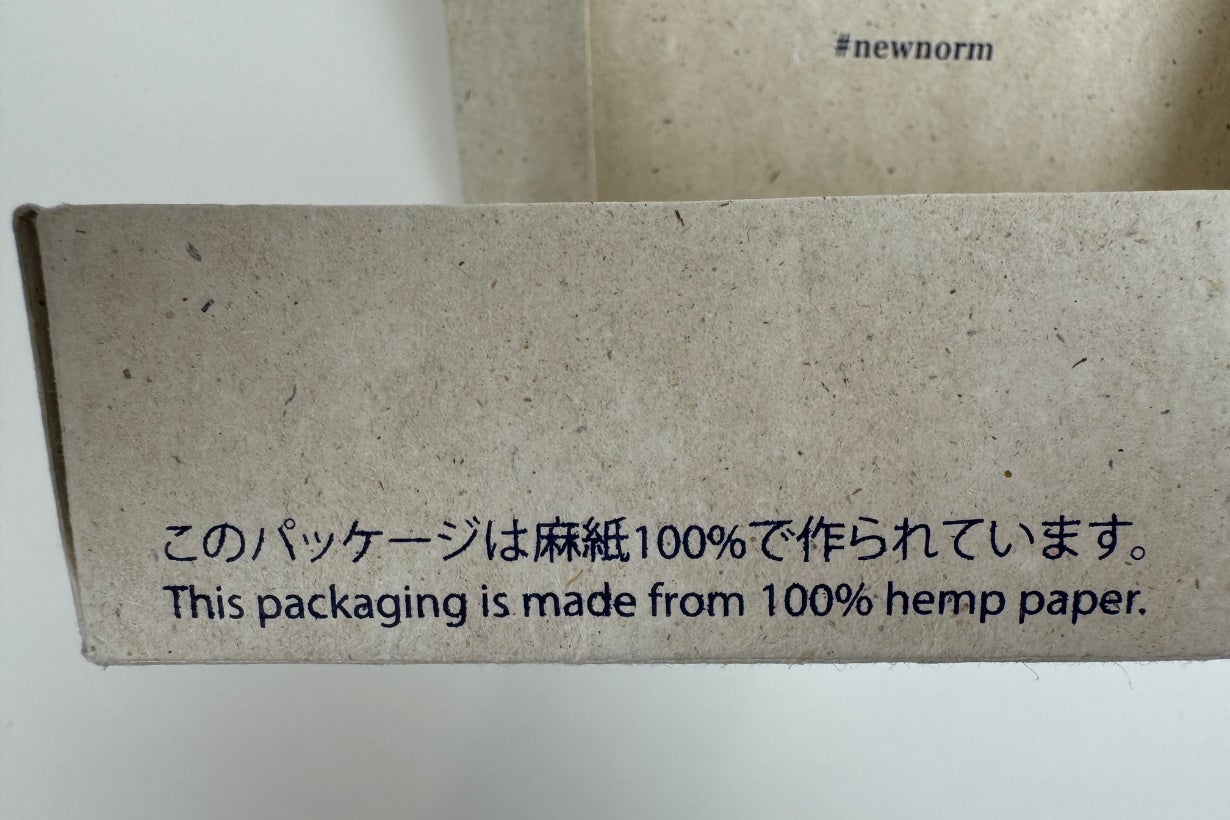 #newnorm
このパッケージは麻紙100%で作られています。
This packaging is made from 100% hemp paper.